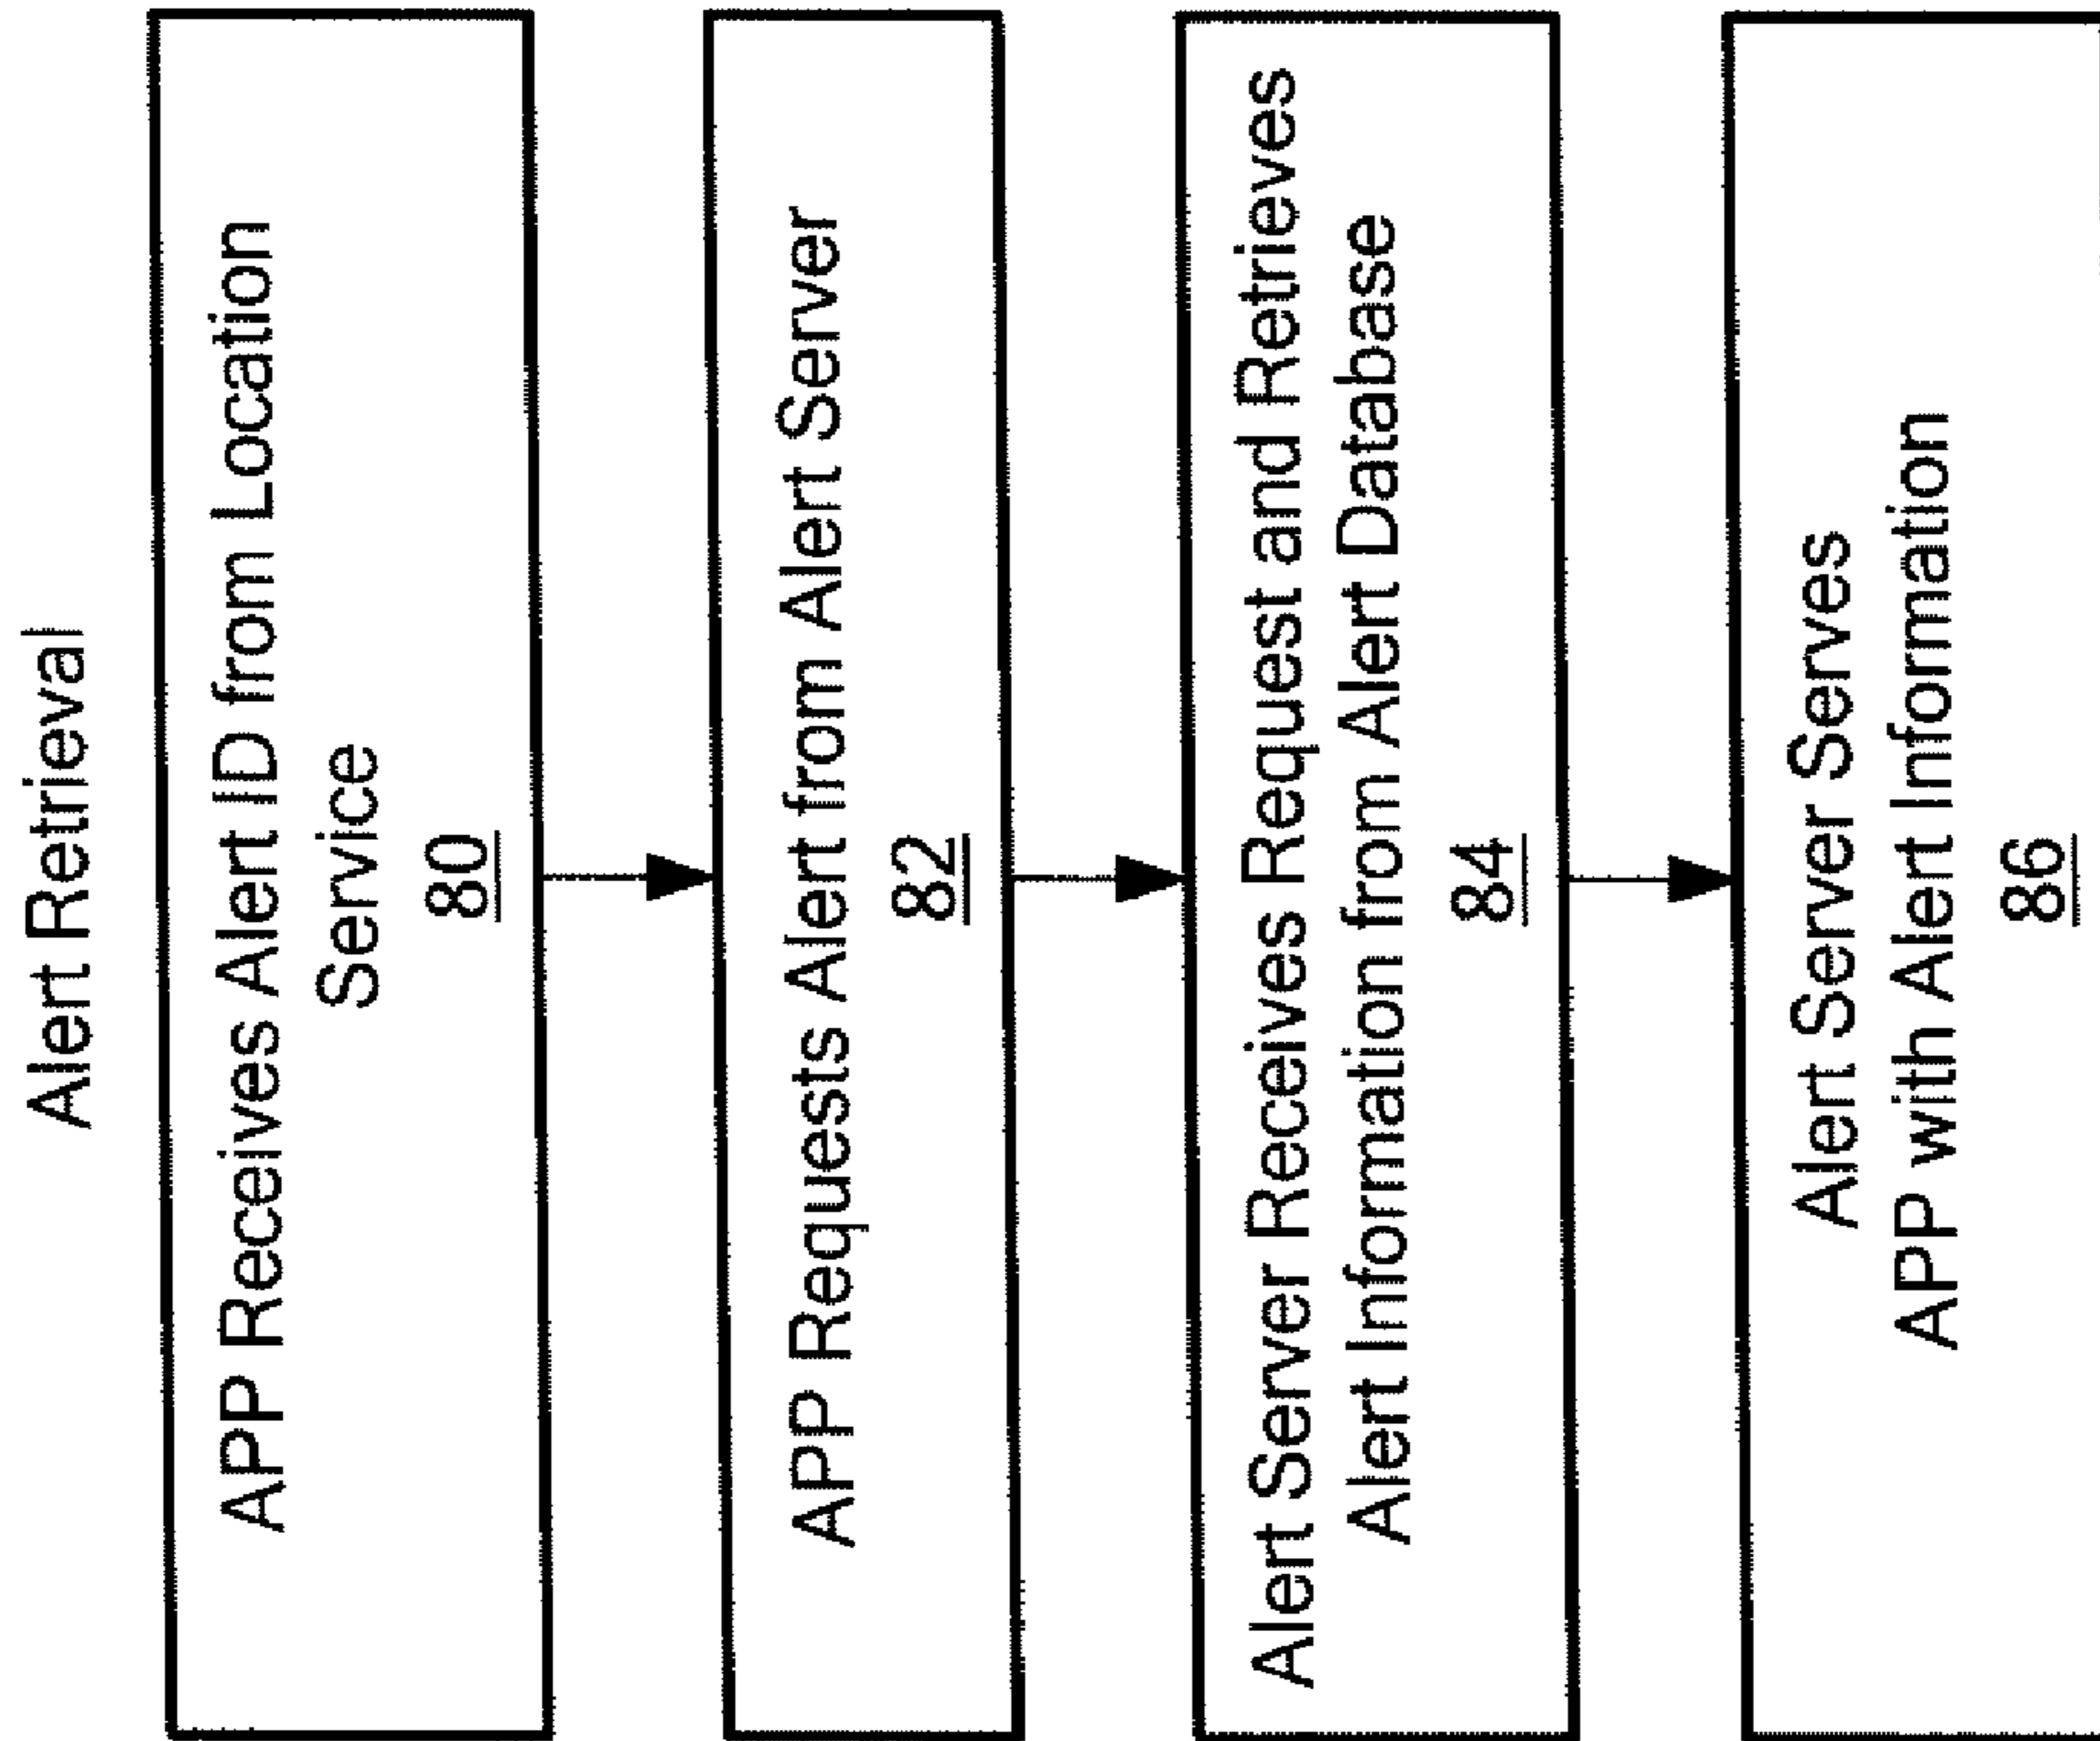 Alert Retrieval
APP Receives Alert ID from Location
Service
80
APP Requests Alert from Alert Server
82
Alert Server Receives Request and Retrieves
Alert Information from Alert Database
84
Alert Server Serves
APP with Alert Information
86